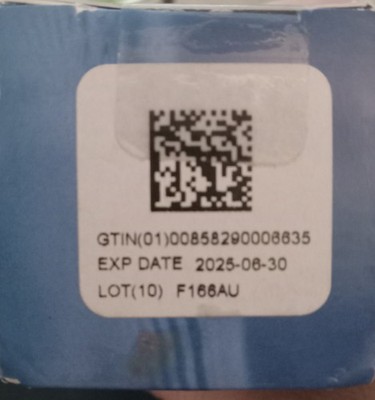 GTIN(01)00858290006635
EXP DATE 2025-06-30
LOT(10) F166AU